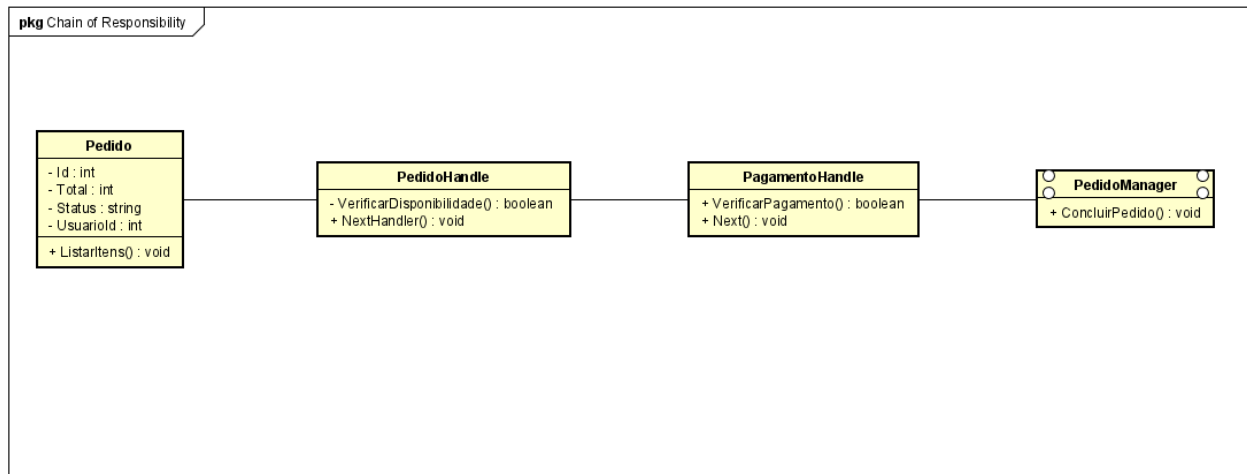 pkg Chain of Responsibility
Pedido
- Id : int
- Total : int
- Status : string
- UsuarioId : int
+ ListarItens() : void
PedidoHandle
- VerificarDisponibilidade() : boolean
+ NextHandler() : void
PagamentoHandle
+ VerificarPagamento() : boolean
+ Next() : void
PedidoManager
+ ConcluirPedido() : void